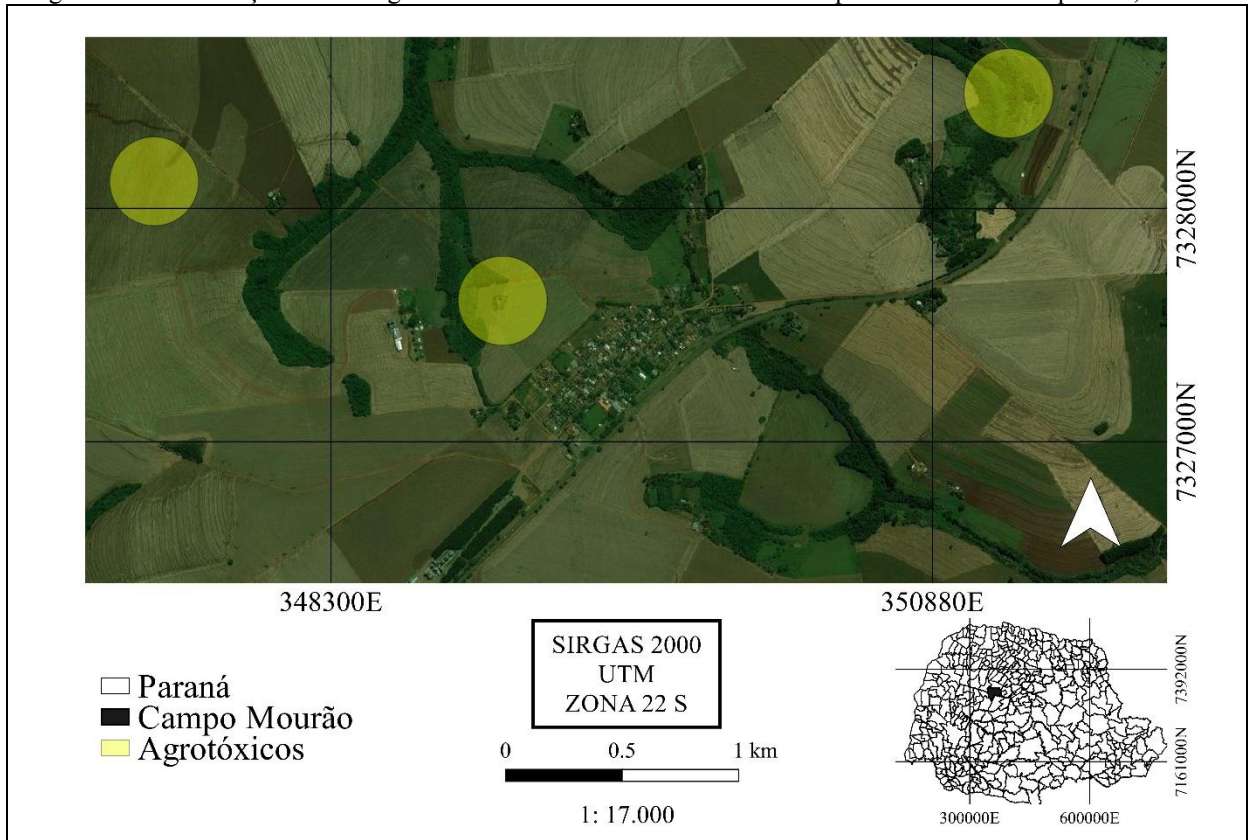 7328000N
7327000N
348300E
350880E
SIRGAS 2000
UTM
ZONA 22 S
Paraná
Campo Mourão
Agrotóxicos
0 0.5 1 km
1: 17.000
7392000N
7161000N
300000E
600000E